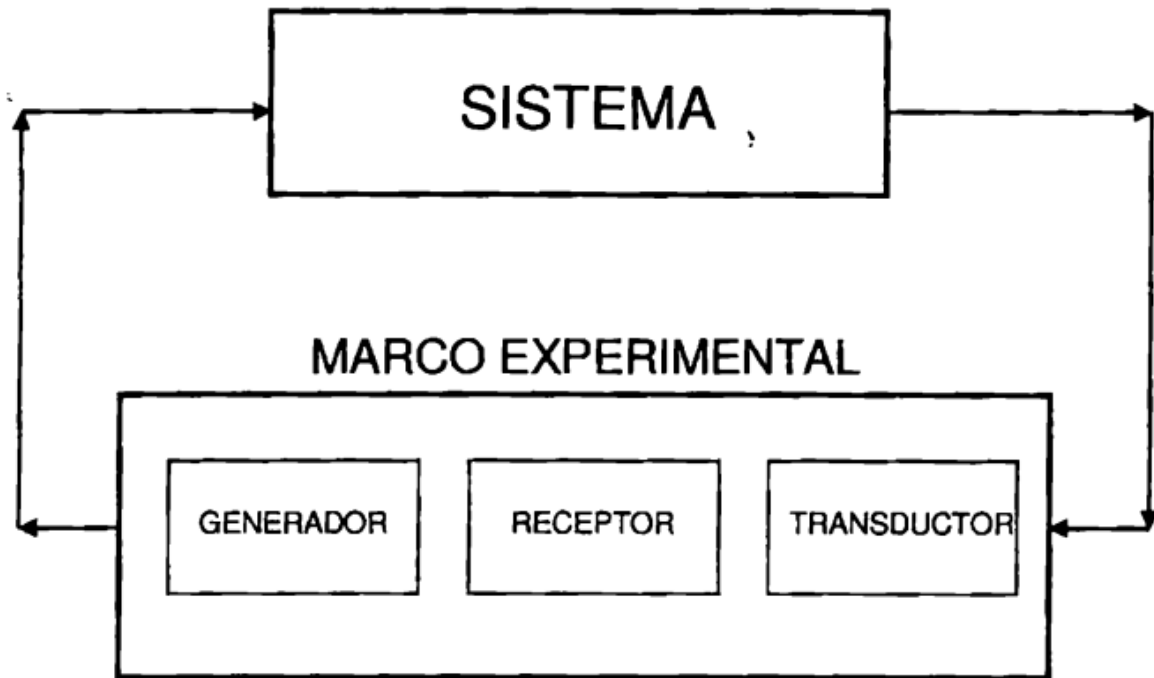 SISTEMA
MARCO EXPERIMENTAL
GENERADOR
RECEPTOR
TRANSDUCTOR